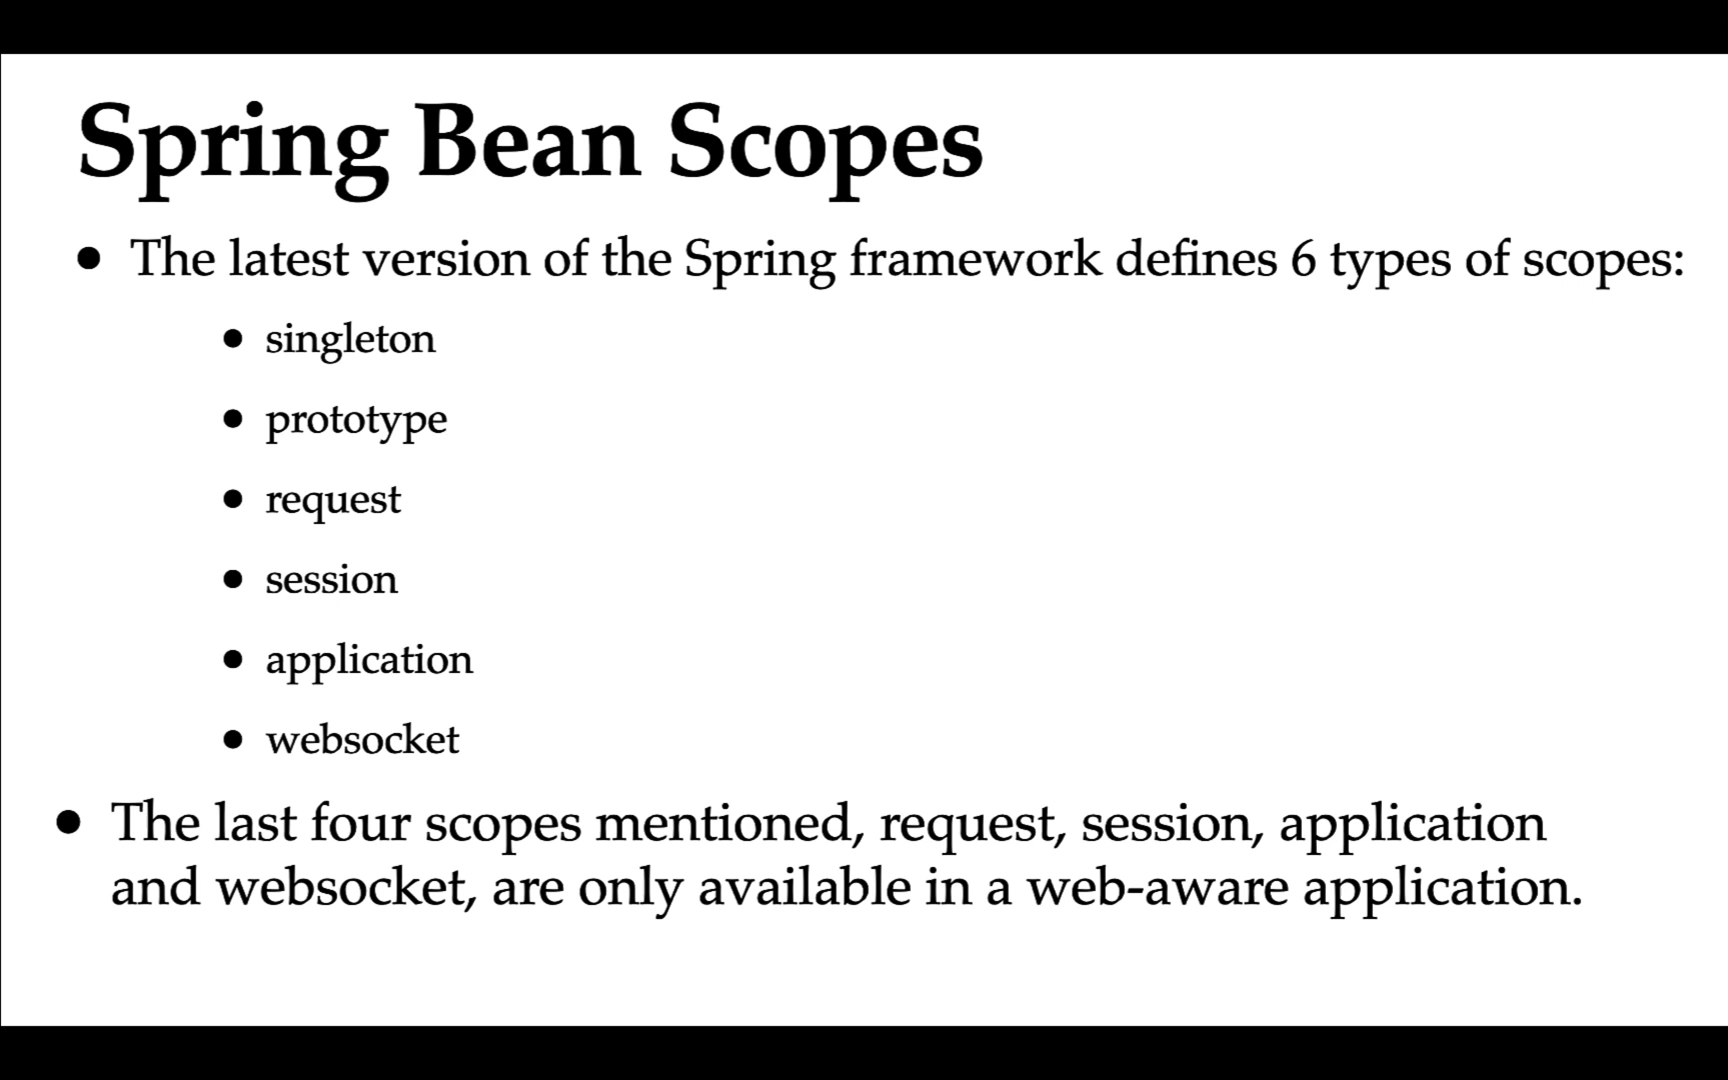 Spring Bean Scopes
• The latest version of the Spring framework defines 6 types of scopes:
• singleton
• prototype
• request
• session
• application
• websocket
• The last four scopes mentioned, request, session, application
and websocket, are only available in a web-aware application.